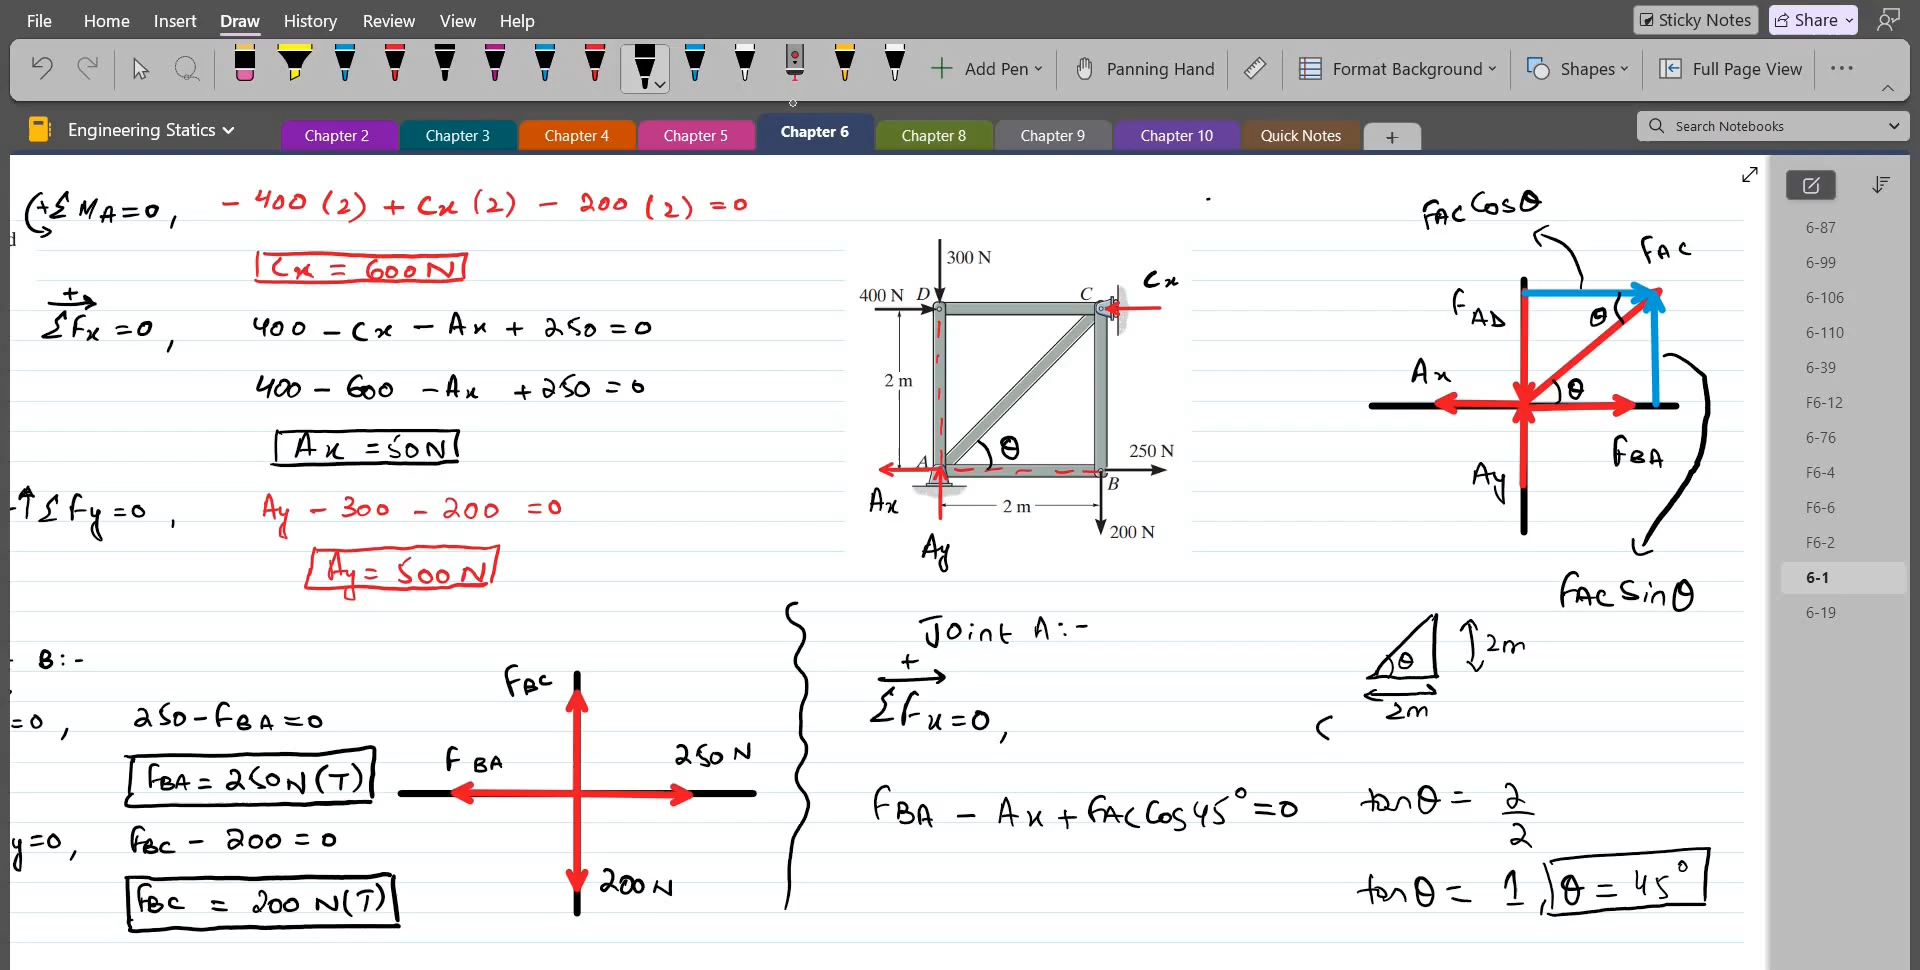 File Home Insert Draw History Review View Help
Sticky Notes Share
Add Pen Panning Hand Format Background Shapes Full Page View
Engineering Statics
Chapter 2 Chapter 3 Chapter 4 Chapter 5 Chapter 6 Chapter 8 Chapter 9 Chapter 10 Quick Notes +
Search Notebooks
(+Σ MA = 0, - 400 (2) + Cx (2) - 200 (2) = 0
d
Cx = 600 N
+
ΣFx = 0, 400 - Cx - Ax + 250 = 0
400 - 600 - Ax + 250 = 0
Ax = 50 N
+↑ΣFy = 0, Ay - 300 - 200 = 0
Ay = 500 N
300 N
400 N D C Cx
2 m
θ
250 N
A B
Ax 2 m
200 N
Ay
FAC Cosθ
FAC
FAD θ
Ax θ
FBA
Ay
FAC Sinθ
- B:-
= 0, 250 - FBA = 0
FBA = 250 N (T)
y = 0, FBC - 200 = 0
FBC = 200 N (T)
FBC
FBA 250 N
200 N
Joint A:-
+
ΣFx = 0,
FBA - Ax + FAC Cos 45° = 0
θ 2m
2m
(
tanθ = 2/2
tanθ = 1, θ = 45°
6-87
6-99
6-106
6-110
6-39
F6-12
6-76
F6-4
F6-6
F6-2
6-1
6-19